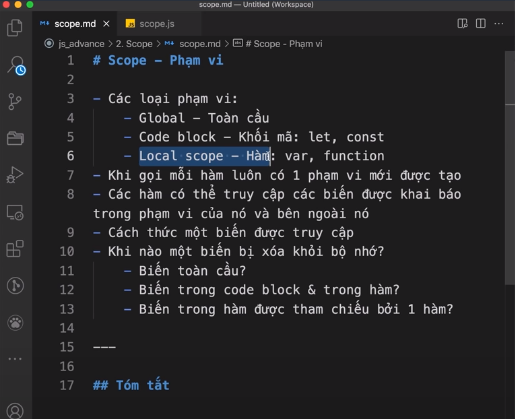 scope.md — Untitled (Workspace)
scope.md × JS scope.js
js_advance > 2. Scope > scope.md > # Scope - Phạm vi
1 # Scope - Phạm vi
2
3 - Các loại phạm vi:
4 - Global - Toàn cầu
5 - Code block - Khối mã: let, const
6 - Local scope - Hàm: var, function
7 - Khi gọi mỗi hàm luôn có 1 phạm vi mới được tạo
8 - Các hàm có thể truy cập các biến được khai báo
trong phạm vi của nó và bên ngoài nó
9 - Cách thức một biến được truy cập
10 - Khi nào một biến bị xóa khỏi bộ nhớ?
11 - Biến toàn cầu?
12 - Biến trong code block & trong hàm?
13 - Biến trong hàm được tham chiếu bởi 1 hàm?
14
15 ---
16
17 ## Tóm tắt